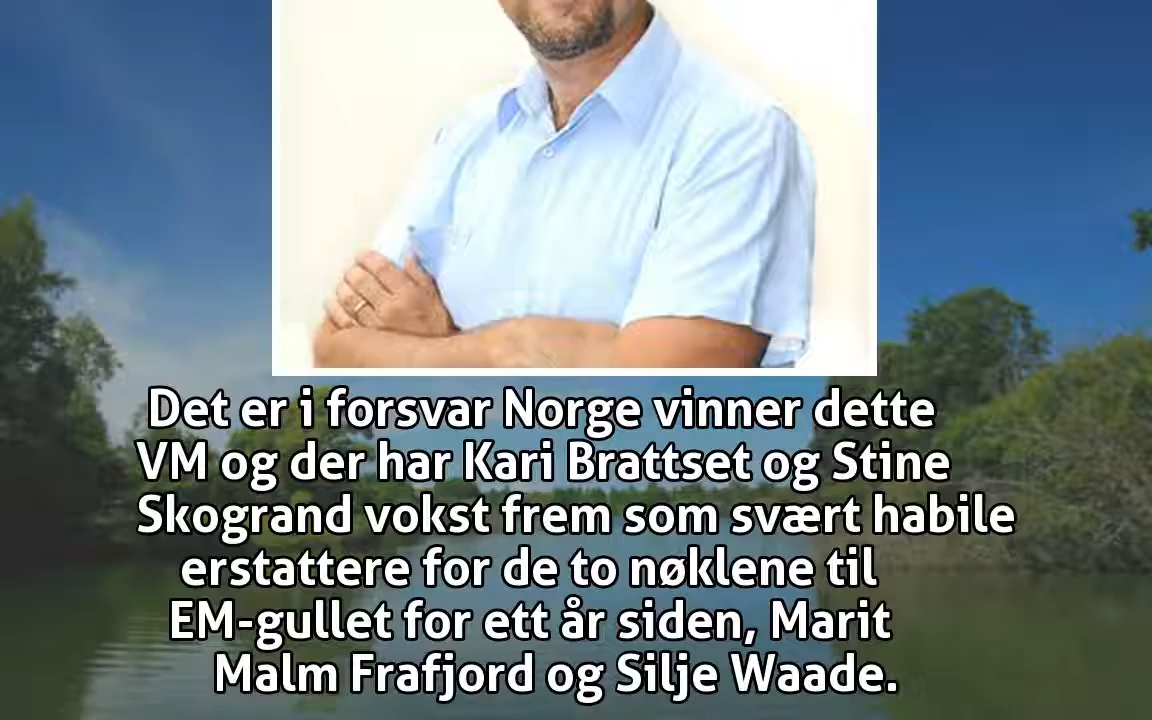 Det er i forsvar Norge vinner dette
VM og der har Kari Brattset og Stine
Skogrand vokst frem som svært habile
erstattere for de to nøklene til
EM-gullet for ett år siden, Marit
Malm Frafjord og Silje Waade.